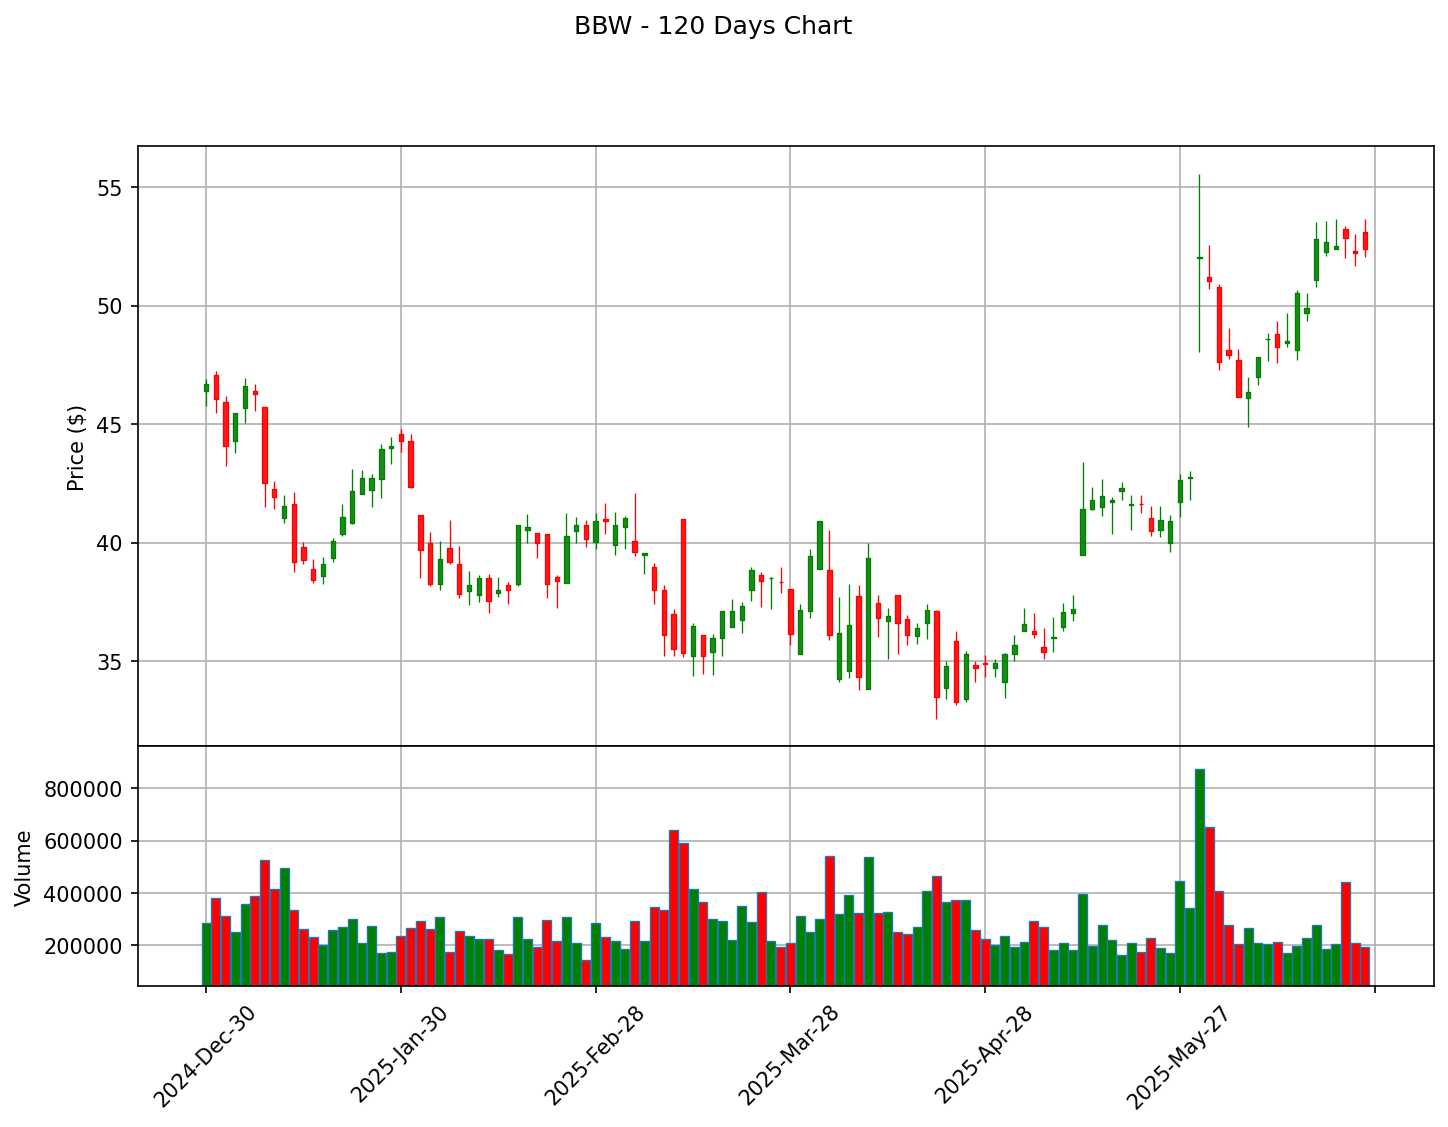 BBW - 120 Days Chart
55
50
45
40
35
Price ($)
800000
600000
400000
200000
Volume
2024-Dec-30
2025-Jan-30
2025-Feb-28
2025-Mar-28
2025-Apr-28
2025-May-27